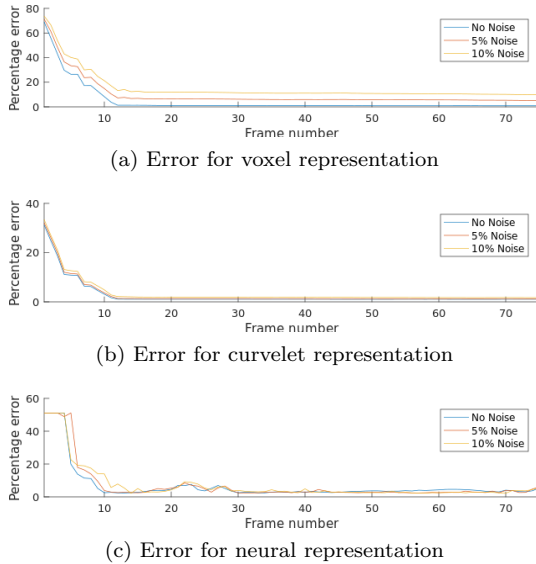 80
60
40
20
0
Percentage error
No Noise
5% Noise
10% Noise
10 20 30 40 50 60 70
Frame number
(a) Error for voxel representation
40
20
0
Percentage error
No Noise
5% Noise
10% Noise
10 20 30 40 50 60 70
Frame number
(b) Error for curvelet representation
60
40
20
0
Percentage error
No Noise
5% Noise
10% Noise
10 20 30 40 50 60 70
Frame number
(c) Error for neural representation